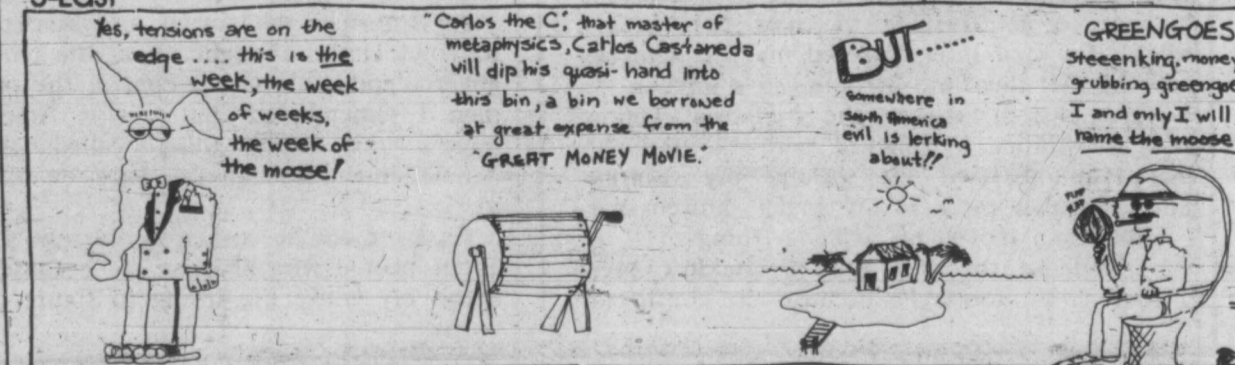 Yes, tensions are on the
edge .... this is the
week, the week
of weeks,
the week of
the moose!
"Carlos the C", that master of
metaphysics, Carlos Castaneda
will dip his quasi-hand into
this bin, a bin we borrowed
at great expense from the
"GREAT MONEY MOVIE."
BUT......
somewhere in
south America
evil is lerking
about!!
GREENGOES
steeenking, money
grubbing greengoe
I and only I will
name the moose